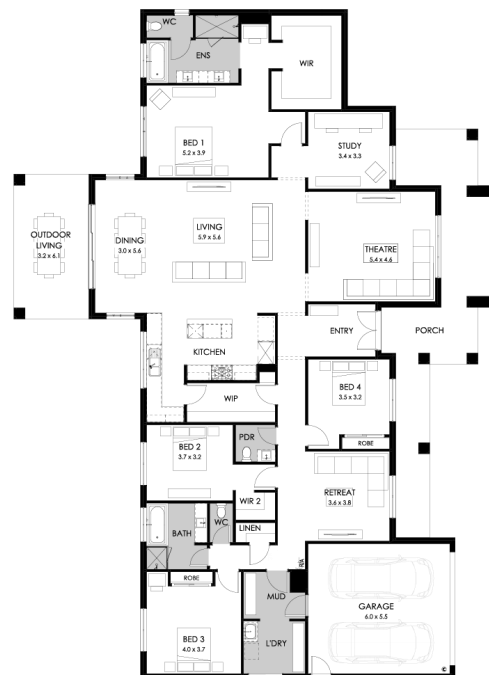 WC
ENS
WIR
BED 1
5.2 x 3.9
STUDY
3.4 x 3.3
OUTDOOR
LIVING
3.2 x 6.1
DINING
3.0 x 5.6
LIVING
5.9 x 5.6
THEATRE
5.4 x 4.6
ENTRY
PORCH
KITCHEN
WIP
BED 4
3.5 x 3.2
ROBE
BED 2
3.7 x 3.2
PDR
WIR 2
RETREAT
3.6 x 3.8
BATH
WC
LINEN
R/A
ROBE
MUD
GARAGE
6.0 x 5.5
BED 3
4.0 x 3.7
L'DRY
©